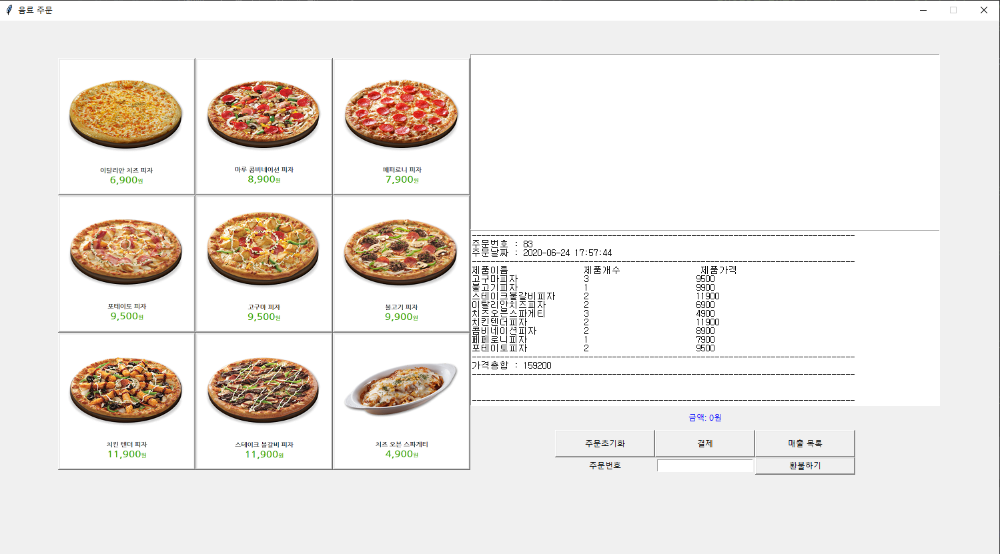 음료 주문
이탈리안 치즈 피자
6,900원
마루 콤비네이션 피자
8,900원
페퍼로니 피자
7,900원
포테이토 피자
9,500원
고구마 피자
9,500원
불고기 피자
9,900원
치킨 텐더 피자
11,900원
스테이크 불갈비 피자
11,900원
치즈 오븐 스파게티
4,900원
주문번호 : 83
주문날짜 : 2020-06-24 17:57:44
제품이름 제품개수 제품가격
고구마피자 3 9500
불고기피자 1 9900
스테이크불갈비피자 2 11900
이탈리안치즈피자 2 6900
치즈오븐스파게티 3 4900
치킨텐더피자 2 11900
콤비네이션피자 2 8900
페페로니피자 1 7900
포테이토피자 2 9500
가격총합 : 159200
금액: 0원
주문초기화 결제 매출 목록
주문번호 환불하기